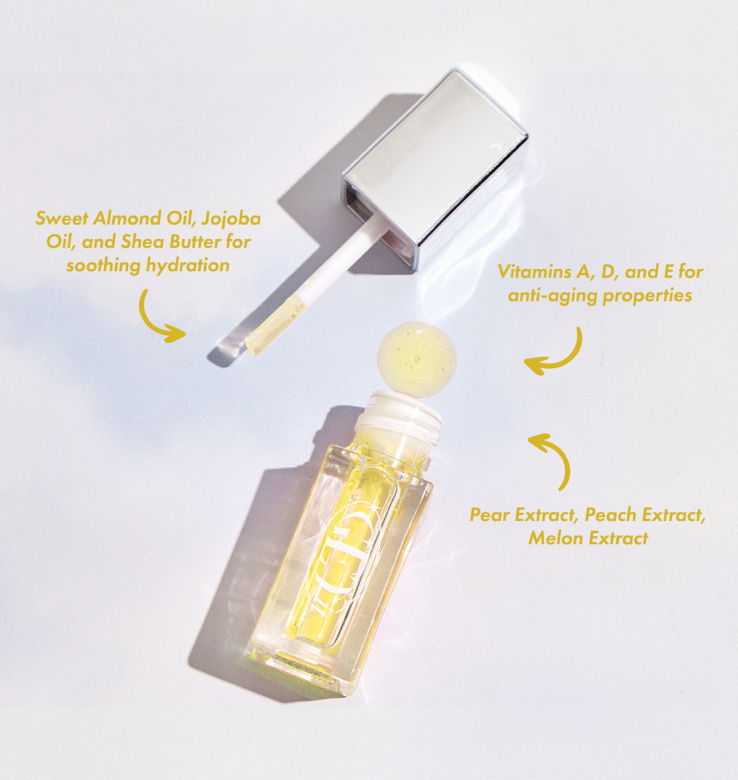 Sweet Almond Oil, Jojoba
Oil, and Shea Butter for
soothing hydration
Vitamins A, D, and E for
anti-aging properties
Pear Extract, Peach Extract,
Melon Extract